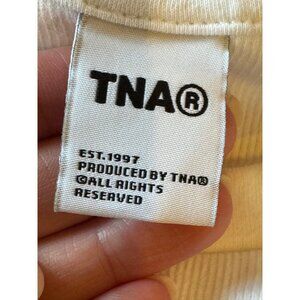 TNA®
EST.1997
PRODUCED BY TNA®
©ALL RIGHTS
RESERVED